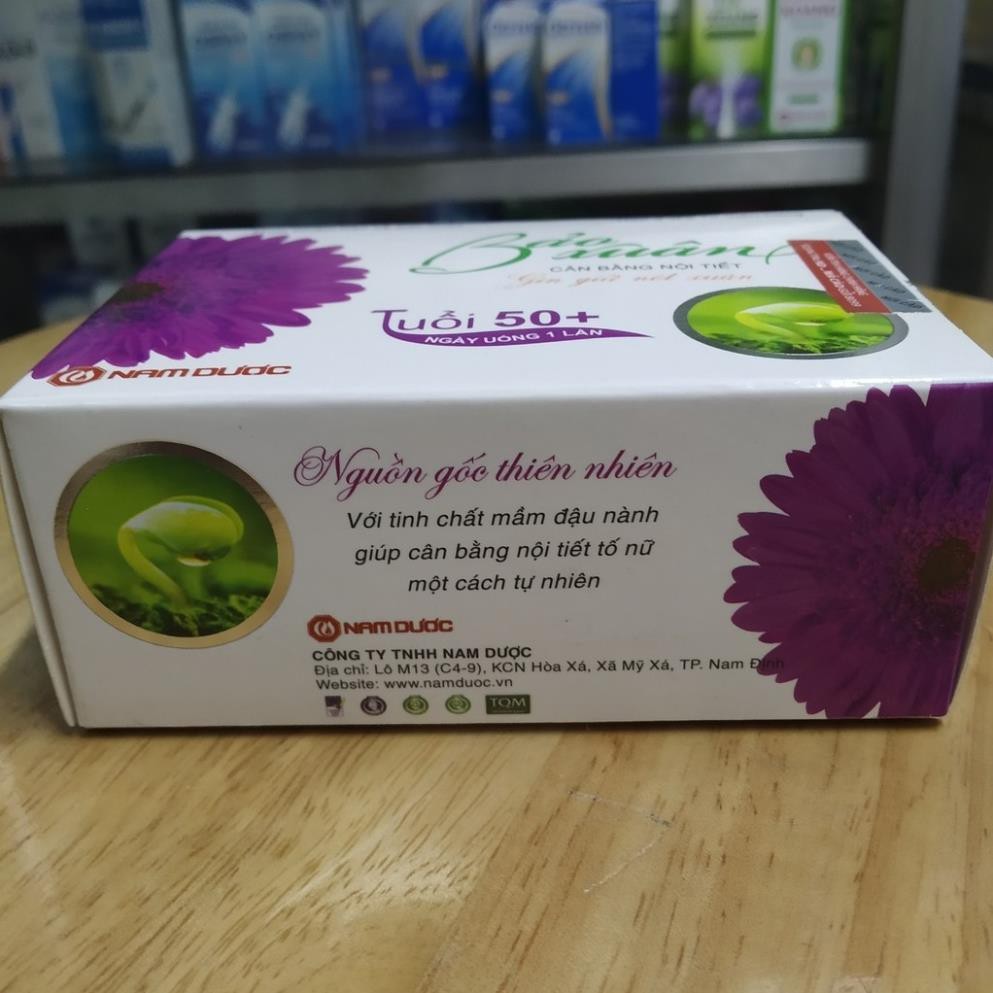 Bảo xuân
CÂN BẰNG NỘI TIẾT
Gìn giữ nét xuân
Tuổi 50+
NGÀY UỐNG 1 LẦN
NAM DƯỢC
Nguồn gốc thiên nhiên
Với tinh chất mầm đậu nành
giúp cân bằng nội tiết tố nữ
một cách tự nhiên
NAM DƯỢC
CÔNG TY TNHH NAM DƯỢC
Địa chỉ: Lô M13 (C4-9), KCN Hòa Xá, Xã Mỹ Xá, TP. Nam Định
Website: www.namduoc.vn
TQM